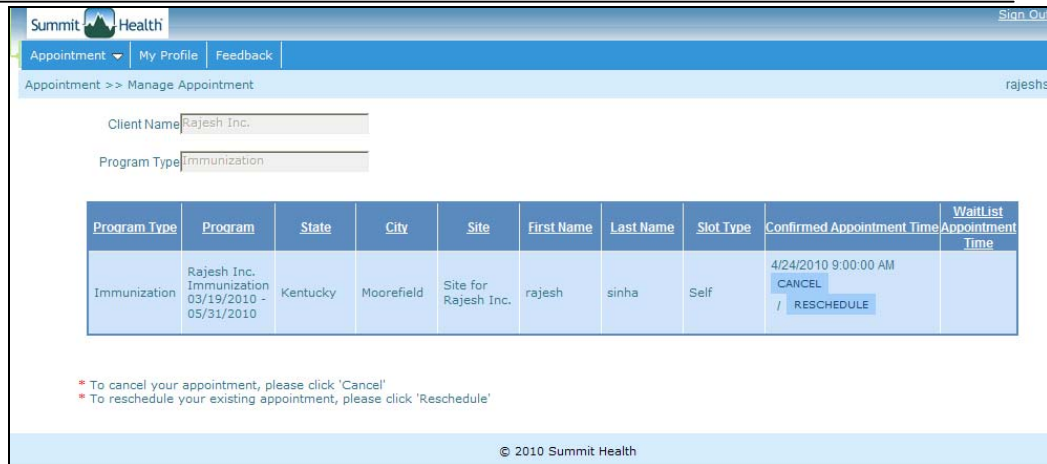 Summit Health
Sign Ou
Appointment My Profile Feedback
Appointment >> Manage Appointment
rajeshs
Client Name Rajesh Inc.
Program Type Immunization
Program Type Program State City Site First Name Last Name Slot Type Confirmed Appointment Time WaitList Appointment Time
Immunization
Rajesh Inc.
Immunization
03/19/2010 -
05/31/2010
Kentucky
Moorefield
Site for
Rajesh Inc.
rajesh
sinha
Self
4/24/2010 9:00:00 AM
CANCEL
/ RESCHEDULE
* To cancel your appointment, please click 'Cancel'
* To reschedule your existing appointment, please click 'Reschedule'
© 2010 Summit Health